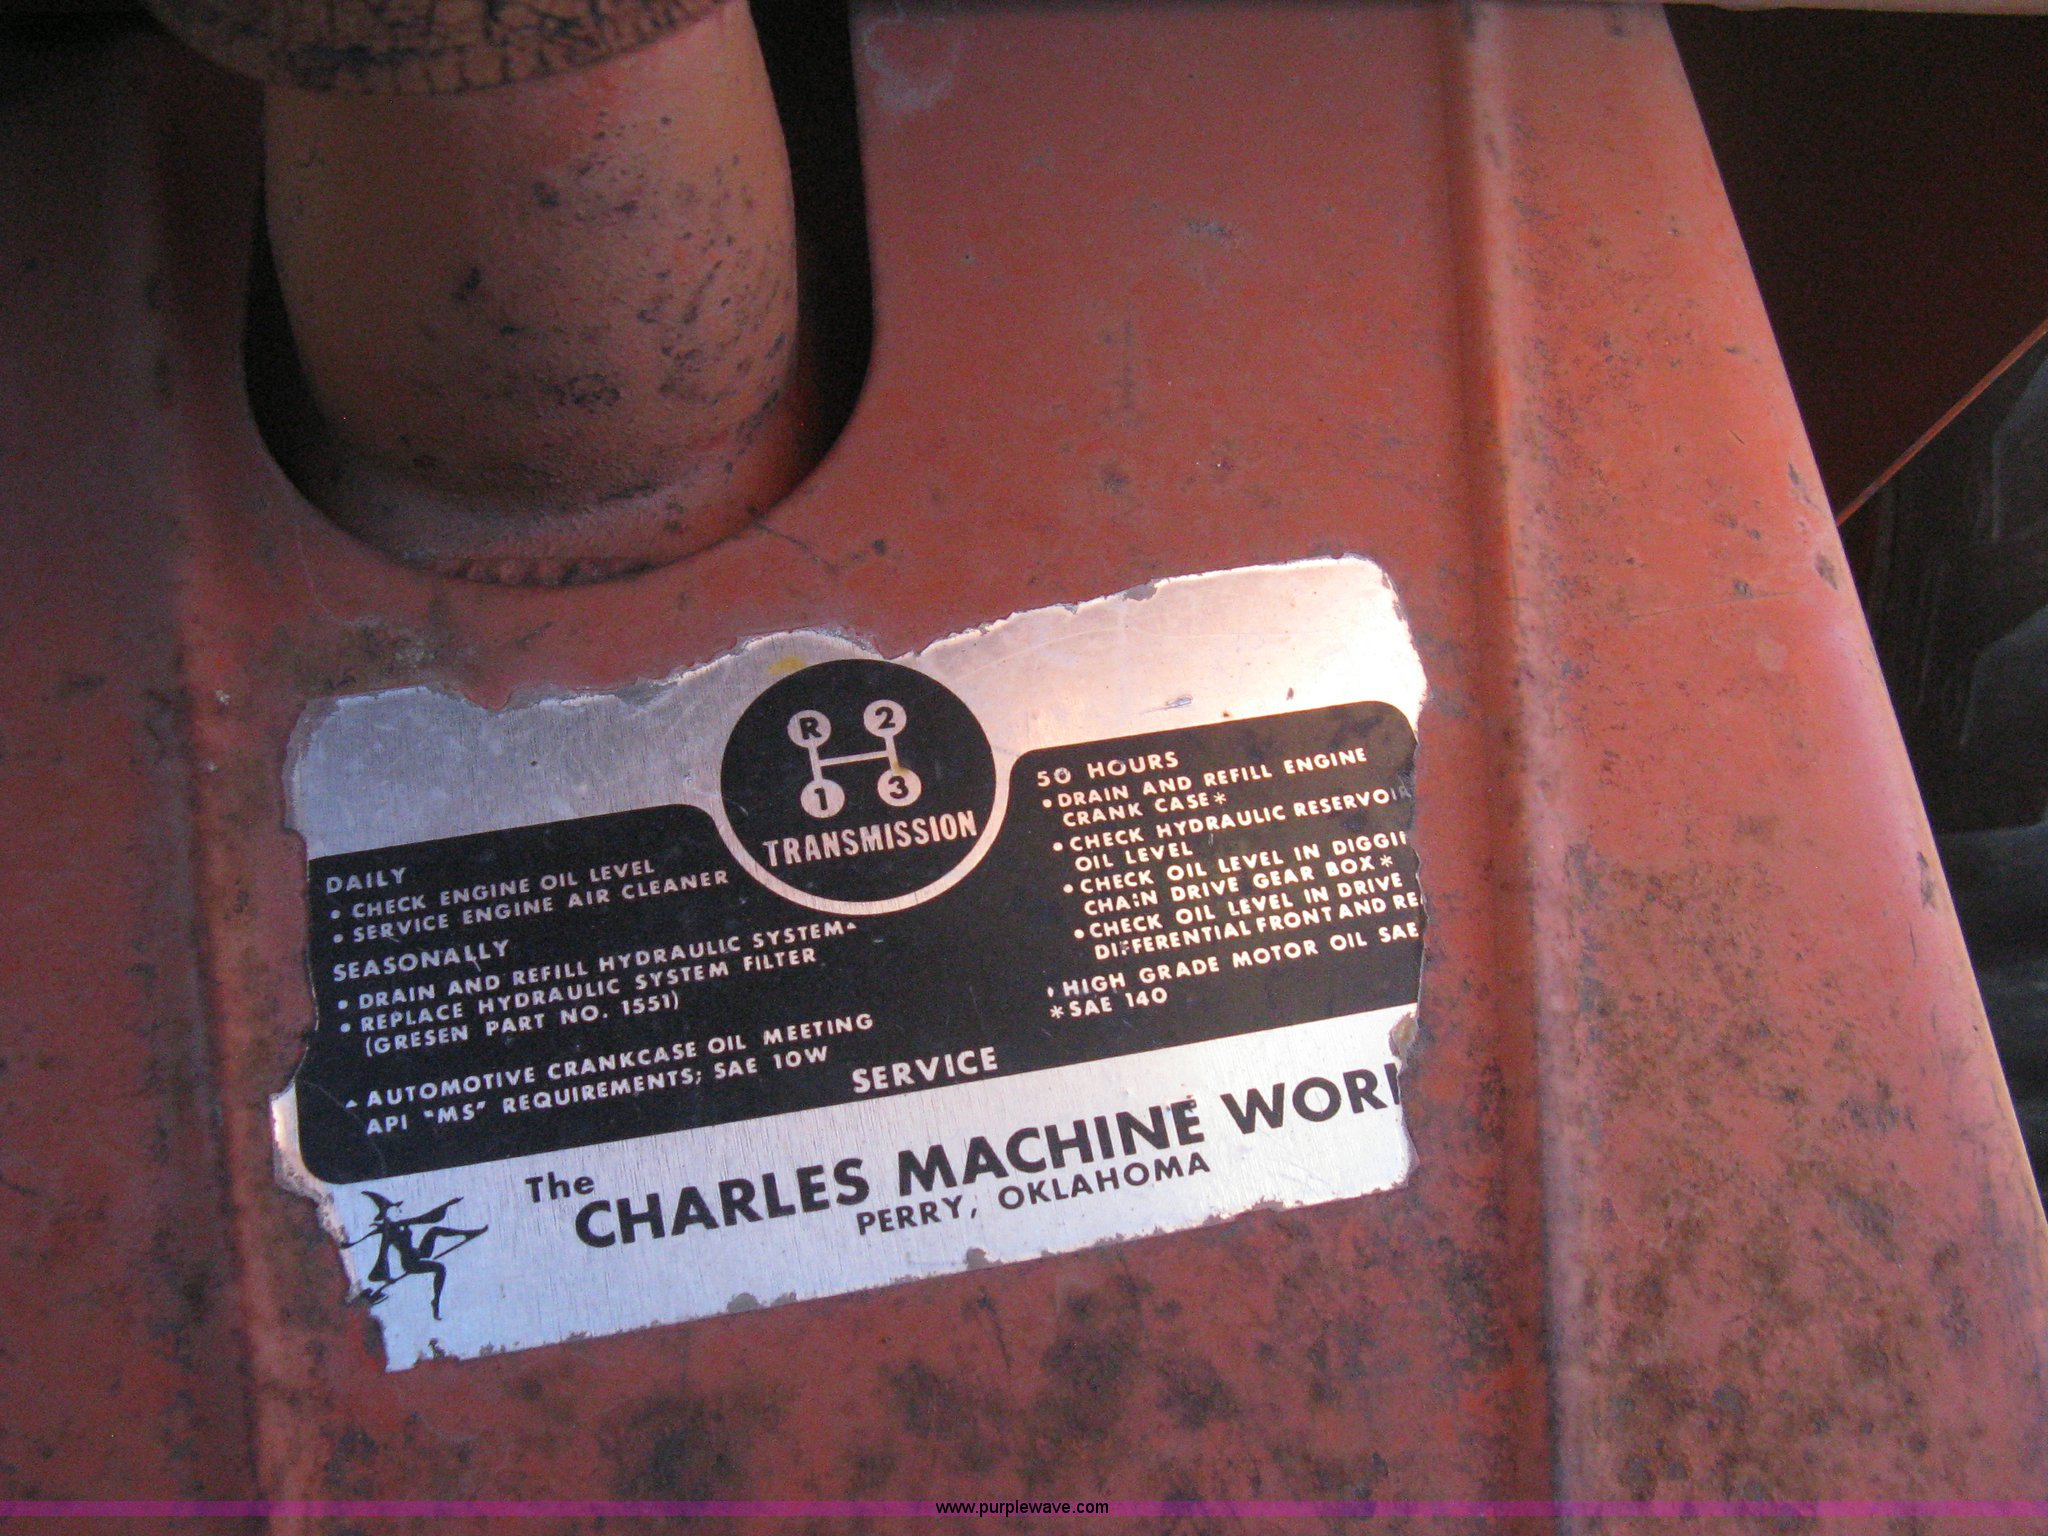 R 2
1 3
TRANSMISSION
DAILY
• CHECK ENGINE OIL LEVEL
• SERVICE ENGINE AIR CLEANER
SEASONALLY
• DRAIN AND REFILL HYDRAULIC SYSTEM▲
• REPLACE HYDRAULIC SYSTEM FILTER
(GRESEN PART NO. 1551)
▲ AUTOMOTIVE CRANKCASE OIL MEETING
API "MS" REQUIREMENTS; SAE 10W
50 HOURS
• DRAIN AND REFILL ENGINE
CRANK CASE*
• CHECK HYDRAULIC RESERVOIR
OIL LEVEL
• CHECK OIL LEVEL IN DIGGI
CHAIN DRIVE GEAR BOX*
• CHECK OIL LEVEL IN DRIVE
DIFFERENTIAL FRONT AND RE
♦ HIGH GRADE MOTOR OIL SAE
* SAE 140
SERVICE
The
CHARLES MACHINE WOR
PERRY, OKLAHOMA
www.purplewave.com